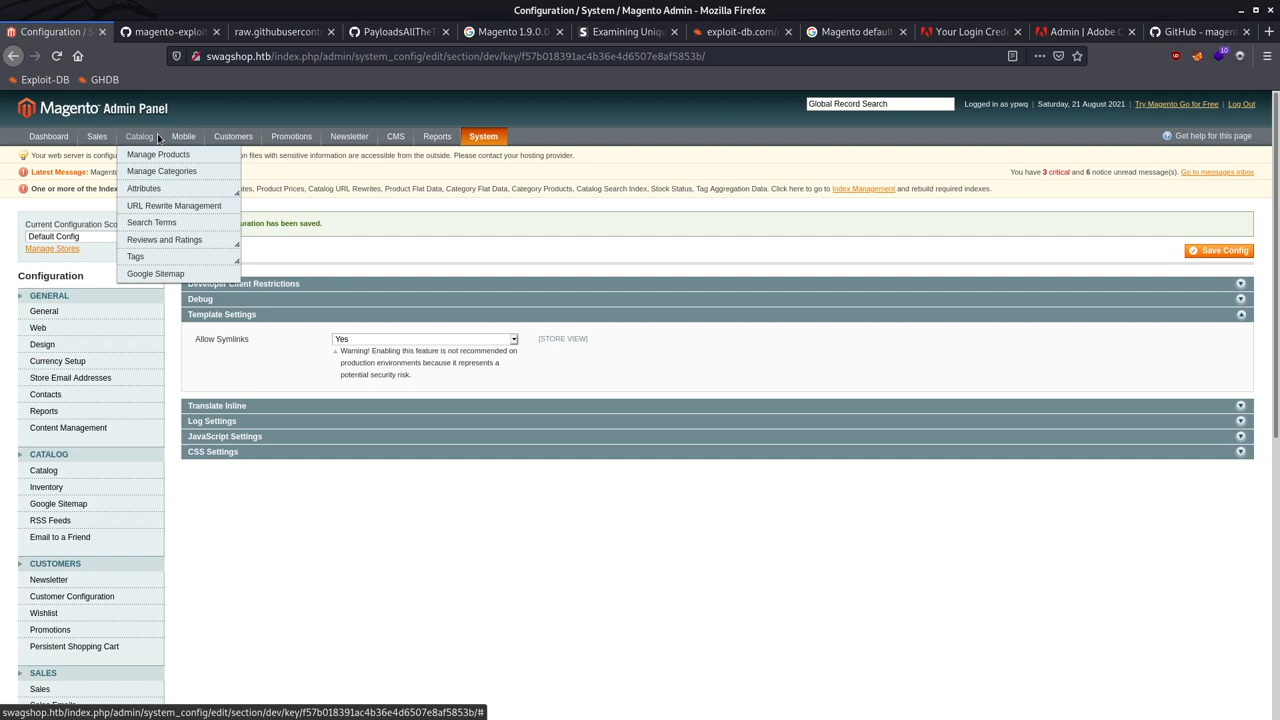 Configuration / System / Magento Admin - Mozilla Firefox
Configuration / System
magento-exploit
raw.githubusercontent
PayloadsAllTheT
Magento 1.9.0.0
Examining Uniqu
exploit-db.com/
Magento default
Your Login Crede
Admin | Adobe C
GitHub - magent
swagshop.htb/index.php/admin/system_config/edit/section/dev/key/f57b018391ac4b36e4d6507e8af5853b/
10
Exploit-DB
GHDB
Magento Admin Panel
Global Record Search
Logged in as ypwq | Saturday, 21 August 2021 | Try Magento Go for Free | Log Out
Dashboard Sales Catalog Mobile Customers Promotions Newsletter CMS Reports System
Get help for this page
Your web server is configu
on files with sensitive information are accessible from the outside. Please contact your hosting provider.
Latest Message: Magent
You have 3 critical and 6 notice unread message(s). Go to messages inbox
One or more of the Index
es, Product Prices, Catalog URL Rewrites, Product Flat Data, Category Flat Data, Category Products, Catalog Search Index, Stock Status, Tag Aggregation Data. Click here to go to Index Management and rebuild required indexes.
Manage Products
Manage Categories
Attributes
URL Rewrite Management
Search Terms
Reviews and Ratings
Tags
Google Sitemap
Current Configuration Sco
Default Config
Manage Stores
uration has been saved.
Save Config
Configuration
GENERAL
General
Web
Design
Currency Setup
Store Email Addresses
Contacts
Reports
Content Management
CATALOG
Catalog
Inventory
Google Sitemap
RSS Feeds
Email to a Friend
CUSTOMERS
Newsletter
Customer Configuration
Wishlist
Promotions
Persistent Shopping Cart
SALES
Sales
Developer Client Restrictions
Debug
Template Settings
Allow Symlinks
Yes
[STORE VIEW]
Warning! Enabling this feature is not recommended on
production environments because it represents a
potential security risk.
Translate Inline
Log Settings
JavaScript Settings
CSS Settings
swagshop.htb/index.php/admin/system_config/edit/section/dev/key/f57b018391ac4b36e4d6507e8af5853b/#